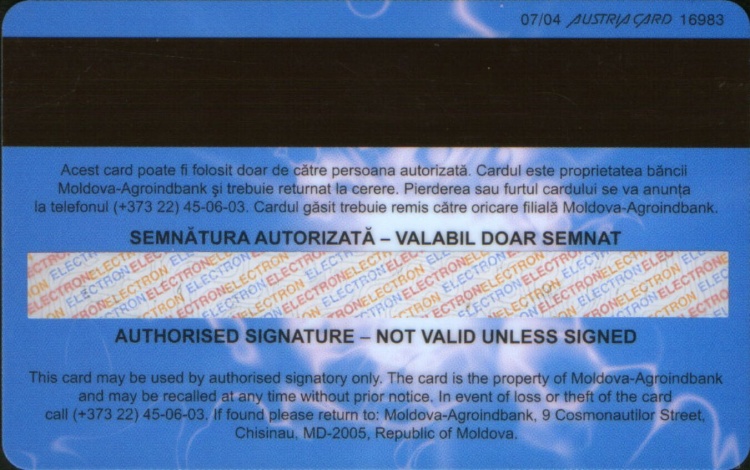 07/04 AUSTRIA CARD 16983
Acest card poate fi folosit doar de către persoana autorizată. Cardul este proprietatea băncii
Moldova-Agroindbank şi trebuie returnat la cerere. Pierderea sau furtul cardului se va anunţa
la telefonul (+373 22) 45-06-03. Cardul găsit trebuie remis către oricare filială Moldova-Agroindbank.
SEMNĂTURA AUTORIZATĂ – VALABIL DOAR SEMNAT
ELECTRON ELECTRON ELECTRON ELECTRON ELECTRON ELECTRON
AUTHORISED SIGNATURE – NOT VALID UNLESS SIGNED
This card may be used by authorised signatory only. The card is the property of Moldova-Agroindbank
and may be recalled at any time without prior notice. In event of loss or theft of the card
call (+373 22) 45-06-03. If found please return to: Moldova-Agroindbank, 9 Cosmonautilor Street,
Chisinau, MD-2005, Republic of Moldova.